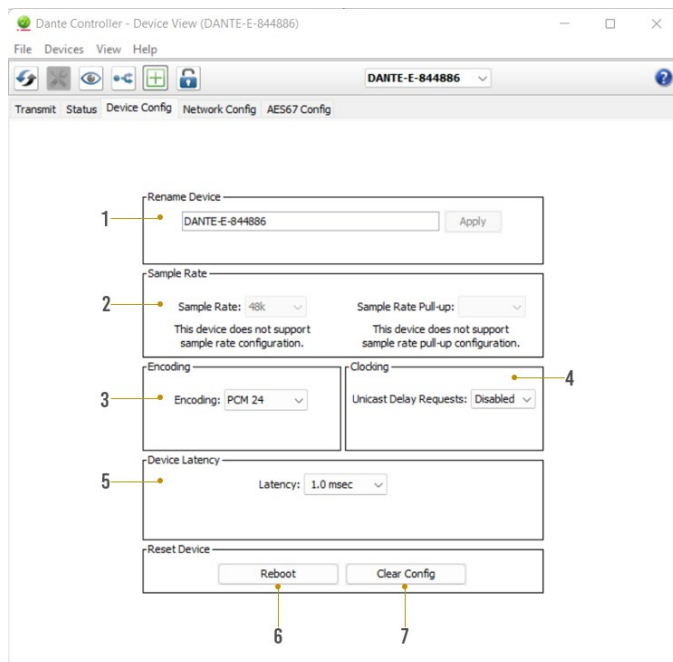 Dante Controller - Device View (DANTE-E-844886)
File Devices View Help
DANTE-E-844886
?
Transmit Status Device Config Network Config AES67 Config
Rename Device
1
DANTE-E-844886 Apply
Sample Rate
2
Sample Rate: 48k Sample Rate Pull-up:
This device does not support This device does not support
sample rate configuration. sample rate pull-up configuration.
Encoding Clocking
4
3
Encoding: PCM 24 Unicast Delay Requests: Disabled
Device Latency
5
Latency: 1.0 msec
Reset Device
Reboot Clear Config
6 7